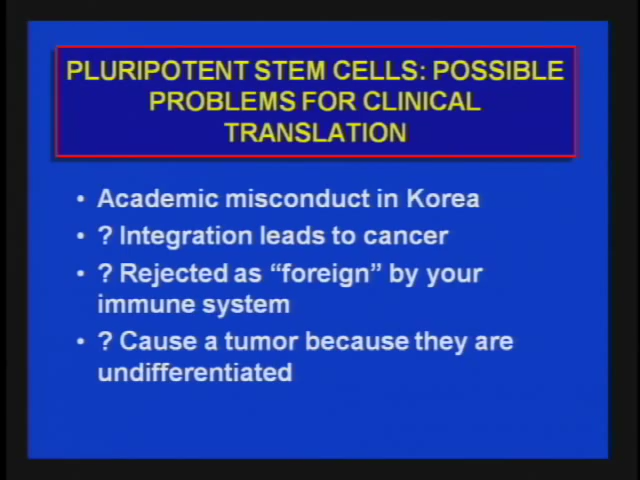 PLURIPOTENT STEM CELLS: POSSIBLE
PROBLEMS FOR CLINICAL
TRANSLATION
• Academic misconduct in Korea
• ? Integration leads to cancer
• ? Rejected as “foreign” by your
immune system
• ? Cause a tumor because they are
undifferentiated